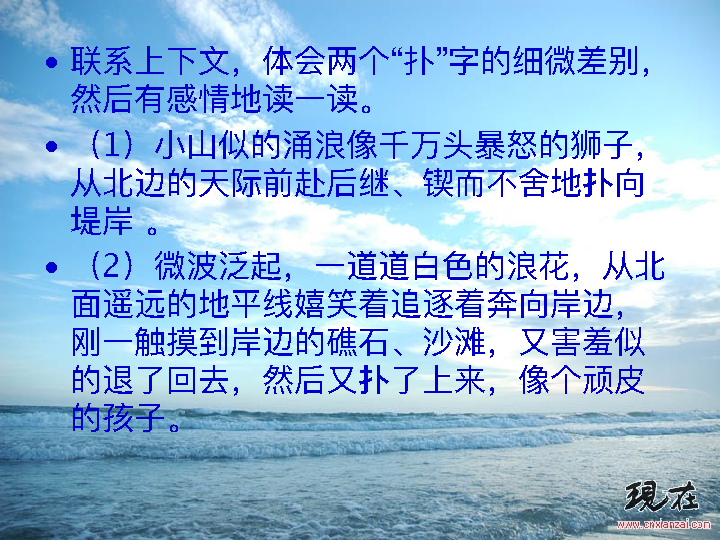 • 联系上下文，体会两个“扑”字的细微差别，
然后有感情地读一读。
• （1）小山似的涌浪像千万头暴怒的狮子，
从北边的天际前赴后继、锲而不舍地扑向
堤岸 。
• （2）微波泛起，一道道白色的浪花，从北
面遥远的地平线嬉笑着追逐着奔向岸边，
刚一触摸到岸边的礁石、沙滩，又害羞似
的退了回去，然后又扑了上来，像个顽皮
的孩子。
現在
www.cnxianzai.com